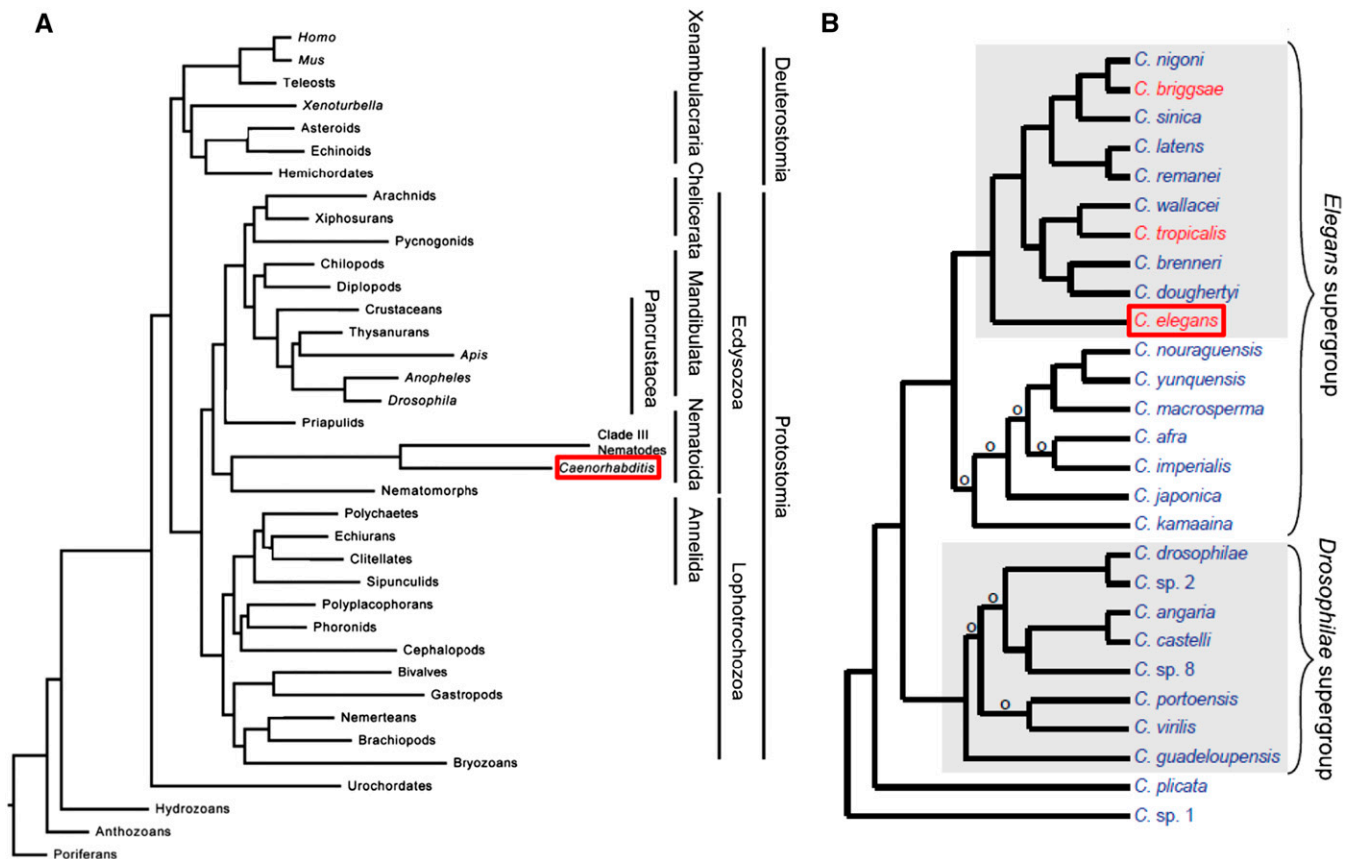 A
Homo
Mus
Teleosts
Xenoturbella
Asteroids
Echinoids
Hemichordates
Arachnids
Xiphosurans
Pycnogonids
Chilopods
Diplopods
Crustaceans
Thysanurans
Apis
Anopheles
Drosophila
Priapulids
Clade III
Nematodes
Caenorhabditis
Nematomorphs
Polychaetes
Echiurans
Clitellates
Sipunculids
Polyplacophorans
Phoronids
Cephalopods
Bivalves
Gastropods
Nemerteans
Brachiopods
Bryozoans
Urochordates
Hydrozoans
Anthozoans
Poriferans
Pancrustacea
Xenambulacraria
Chelicerata
Mandibulata
Nematoida
Annelida
Ecdysozoa
Lophotrochozoa
Deuterostomia
Protostomia
B
C. nigoni
C. briggsae
C. sinica
C. latens
C. remanei
C. wallacei
C. tropicalis
C. brenneri
C. doughertyi
C. elegans
C. nouraguensis
C. yunquensis
C. macrosperma
C. afra
C. imperialis
C. japonica
C. kamaaina
C. drosophilae
C. sp. 2
C. angaria
C. castelli
C. sp. 8
C. portoensis
C. virilis
C. guadeloupensis
C. plicata
C. sp. 1
o
o
o
o
o
o
o
Elegans supergroup
Drosophilae supergroup